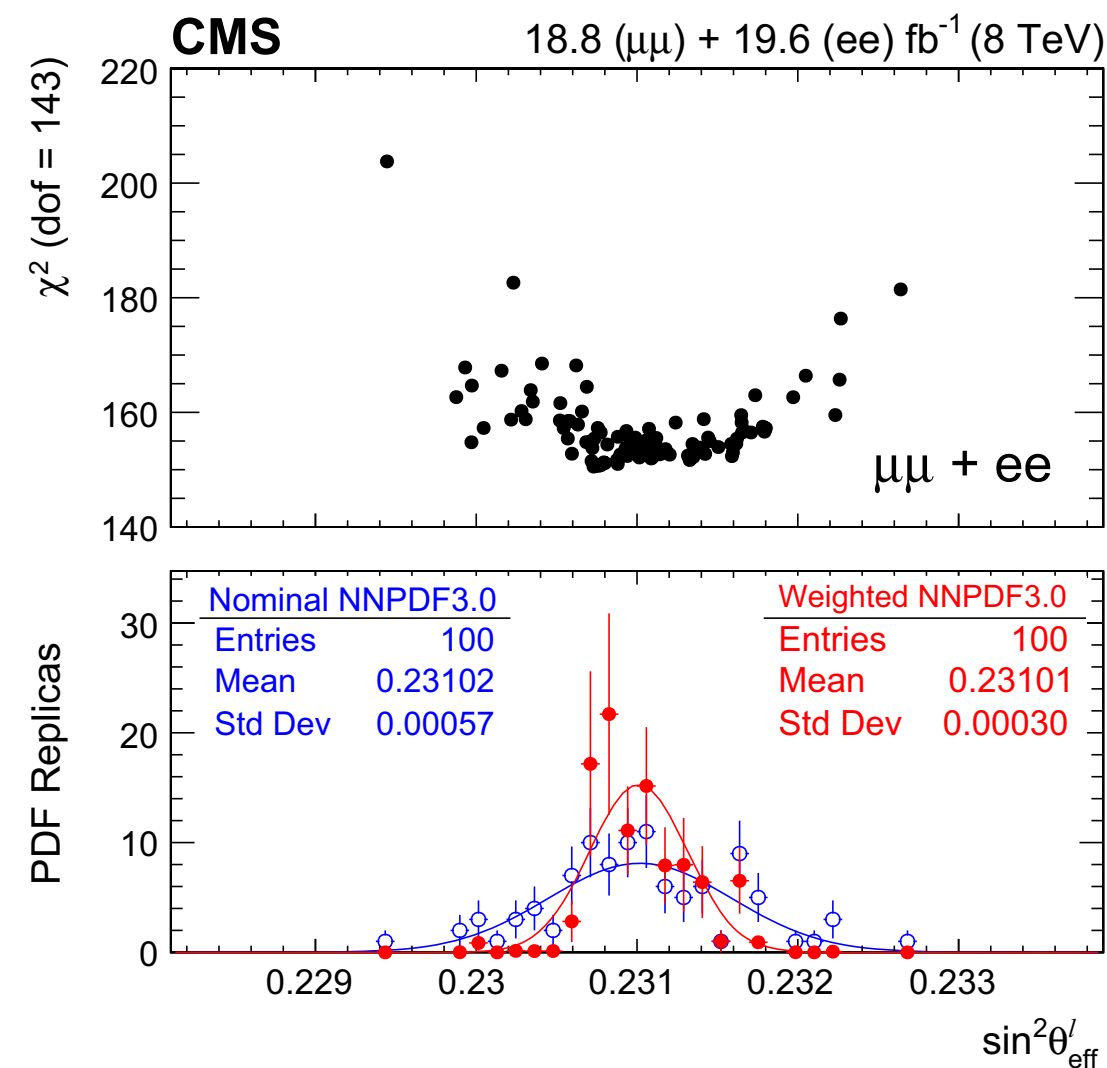 CMS 18.8 (μμ) + 19.6 (ee) fb⁻¹ (8 TeV)
χ² (dof = 143)
220
200
180
160
140
μμ + ee
PDF Replicas
30
20
10
0
Nominal NNPDF3.0
Entries 100
Mean 0.23102
Std Dev 0.00057
Weighted NNPDF3.0
Entries 100
Mean 0.23101
Std Dev 0.00030
0.229 0.23 0.231 0.232 0.233
sin²θˡeff